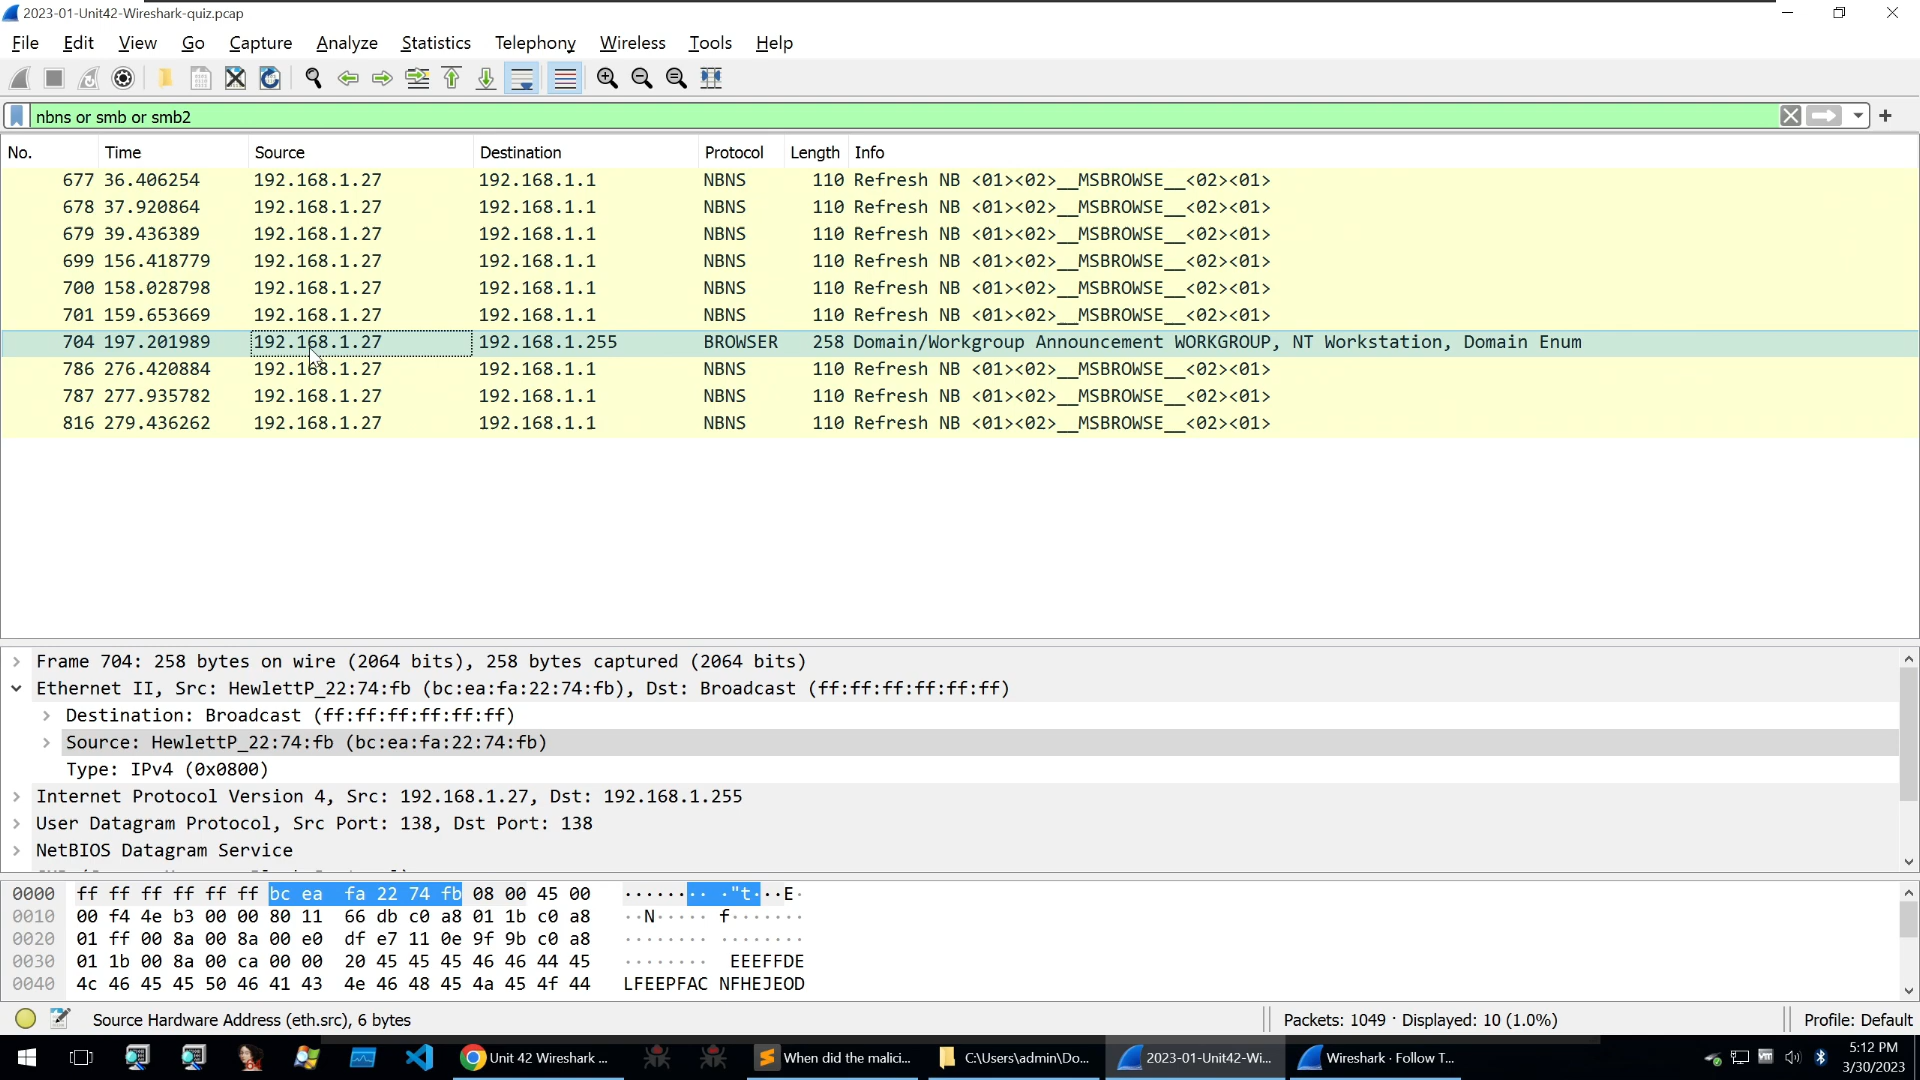 2023-01-Unit42-Wireshark-quiz.pcap
File Edit View Go Capture Analyze Statistics Telephony Wireless Tools Help
nbns or smb or smb2
No. Time Source Destination Protocol Length Info
677 36.406254 192.168.1.27 192.168.1.1 NBNS 110 Refresh NB <01><02>__MSBROWSE__<02><01>
678 37.920864 192.168.1.27 192.168.1.1 NBNS 110 Refresh NB <01><02>__MSBROWSE__<02><01>
679 39.436389 192.168.1.27 192.168.1.1 NBNS 110 Refresh NB <01><02>__MSBROWSE__<02><01>
699 156.418779 192.168.1.27 192.168.1.1 NBNS 110 Refresh NB <01><02>__MSBROWSE__<02><01>
700 158.028798 192.168.1.27 192.168.1.1 NBNS 110 Refresh NB <01><02>__MSBROWSE__<02><01>
701 159.653669 192.168.1.27 192.168.1.1 NBNS 110 Refresh NB <01><02>__MSBROWSE__<02><01>
704 197.201989 192.168.1.27 192.168.1.255 BROWSER 258 Domain/Workgroup Announcement WORKGROUP, NT Workstation, Domain Enum
786 276.420884 192.168.1.27 192.168.1.1 NBNS 110 Refresh NB <01><02>__MSBROWSE__<02><01>
787 277.935782 192.168.1.27 192.168.1.1 NBNS 110 Refresh NB <01><02>__MSBROWSE__<02><01>
816 279.436262 192.168.1.27 192.168.1.1 NBNS 110 Refresh NB <01><02>__MSBROWSE__<02><01>
Frame 704: 258 bytes on wire (2064 bits), 258 bytes captured (2064 bits)
Ethernet II, Src: HewlettP_22:74:fb (bc:ea:fa:22:74:fb), Dst: Broadcast (ff:ff:ff:ff:ff:ff)
Destination: Broadcast (ff:ff:ff:ff:ff:ff)
Source: HewlettP_22:74:fb (bc:ea:fa:22:74:fb)
Type: IPv4 (0x0800)
Internet Protocol Version 4, Src: 192.168.1.27, Dst: 192.168.1.255
User Datagram Protocol, Src Port: 138, Dst Port: 138
NetBIOS Datagram Service
0000 ff ff ff ff ff ff bc ea fa 22 74 fb 08 00 45 00 ········ ·"t···E·
0010 00 f4 4e b3 00 00 80 11 66 db c0 a8 01 1b c0 a8 ··N····· f·······
0020 01 ff 00 8a 00 8a 00 e0 df e7 11 0e 9f 9b c0 a8 ········ ········
0030 01 1b 00 8a 00 ca 00 00 20 45 45 45 46 46 44 45 ········ EEEFFDE
0040 4c 46 45 45 50 46 41 43 4e 46 48 45 4a 45 4f 44 LFEEPFAC NFHEJEOD
Source Hardware Address (eth.src), 6 bytes Packets: 1049 · Displayed: 10 (1.0%) Profile: Default
Unit 42 Wireshark ... When did the malici... C:\Users\admin\Do... 2023-01-Unit42-Wi... Wireshark · Follow T... 5:12 PM
3/30/2023